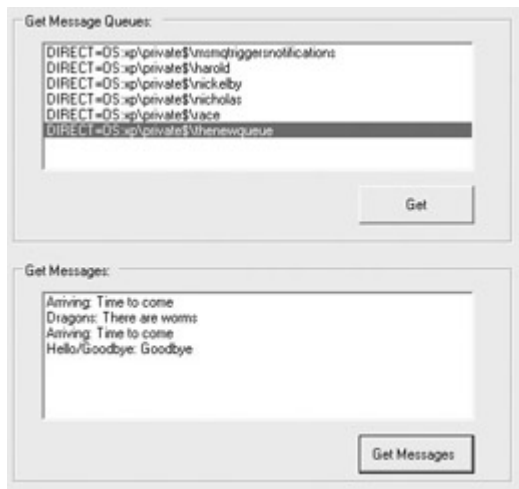 Get Message Queues:
DIRECT=OS:xp\private$\msmqtriggersnotifications
DIRECT=OS:xp\private$\harold
DIRECT=OS:xp\private$\nickelby
DIRECT=OS:xp\private$\nicholas
DIRECT=OS:xp\private$\race
DIRECT=OS:xp\private$\thenewqueue
Get
Get Messages:
Arriving: Time to come
Dragons: There are worms
Arriving: Time to come
Hello/Goodbye: Goodbye
Get Messages